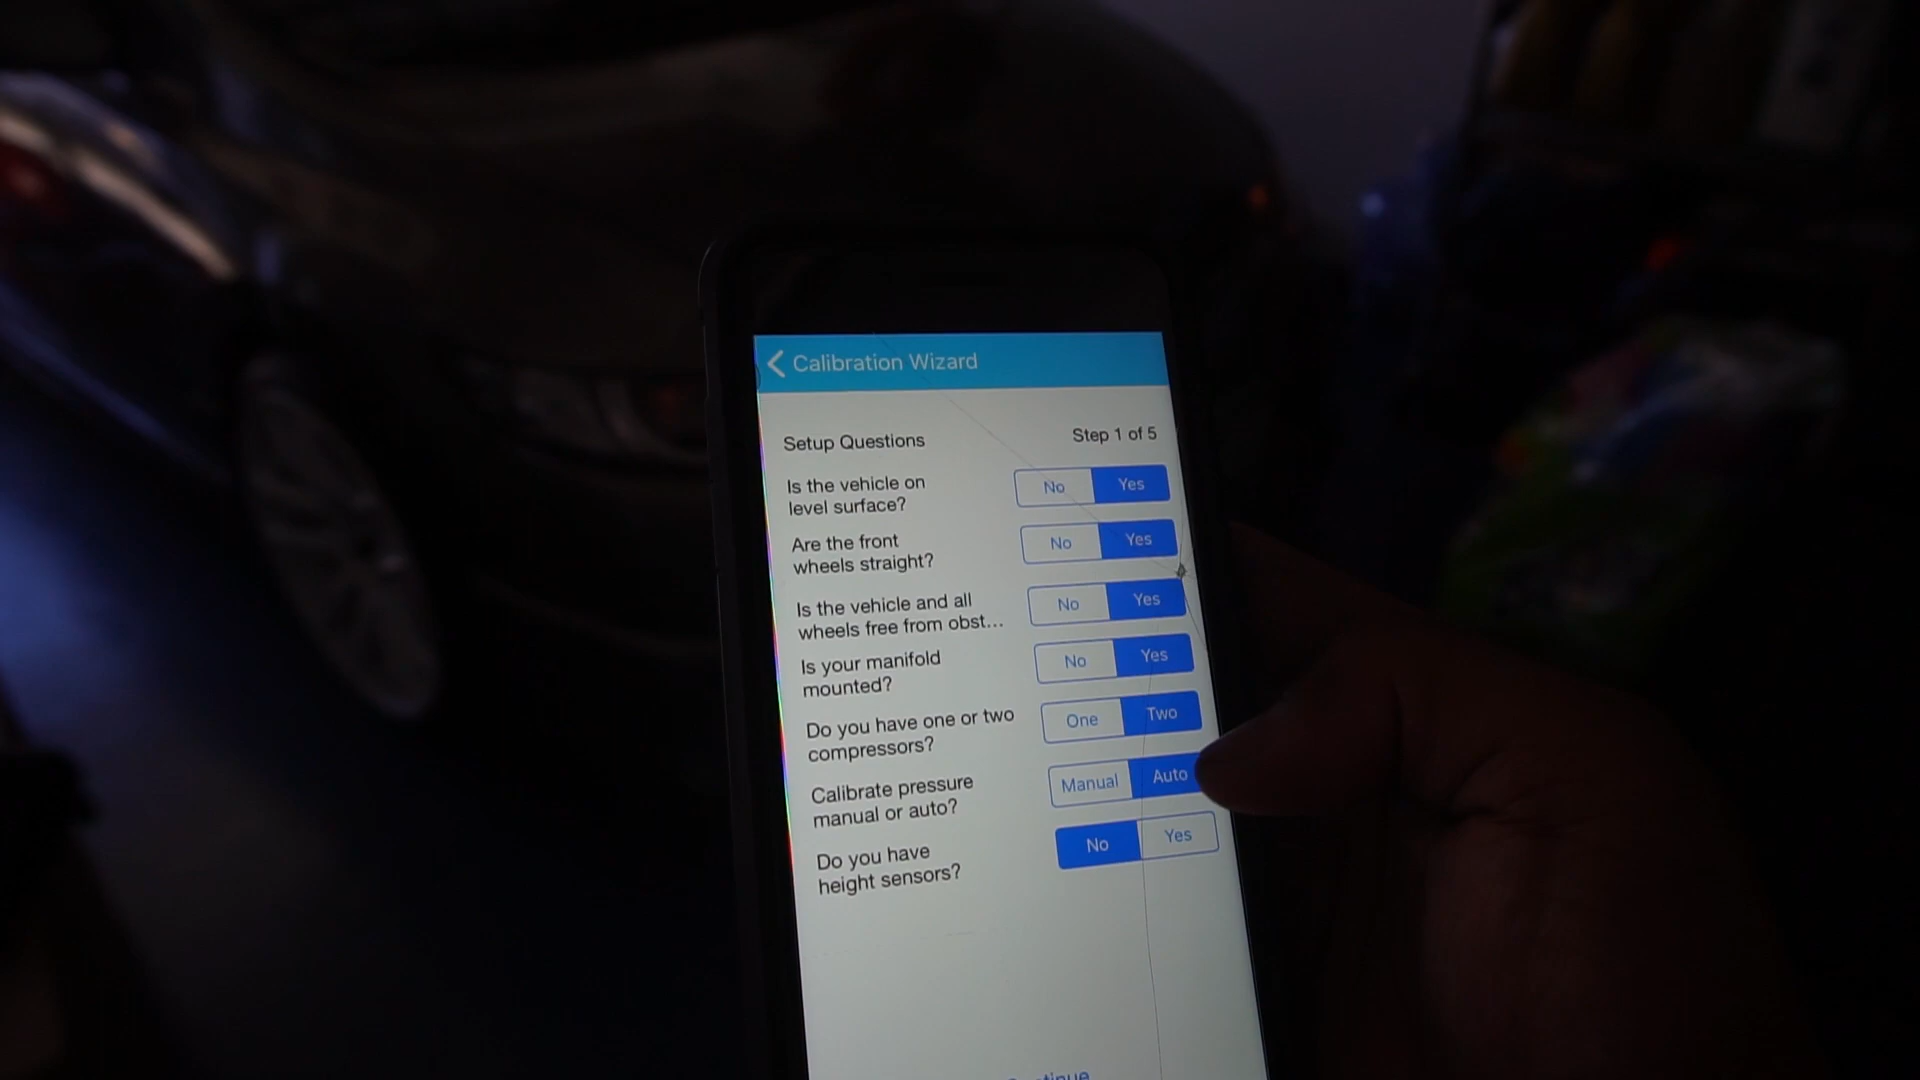 Calibration Wizard
Setup Questions Step 1 of 5
Is the vehicle on
level surface?
No Yes
Are the front
wheels straight?
No Yes
Is the vehicle and all
wheels free from obst...
No Yes
Is your manifold
mounted?
No Yes
Do you have one or two
compressors?
One Two
Calibrate pressure
manual or auto?
Manual Auto
Do you have
height sensors?
No Yes